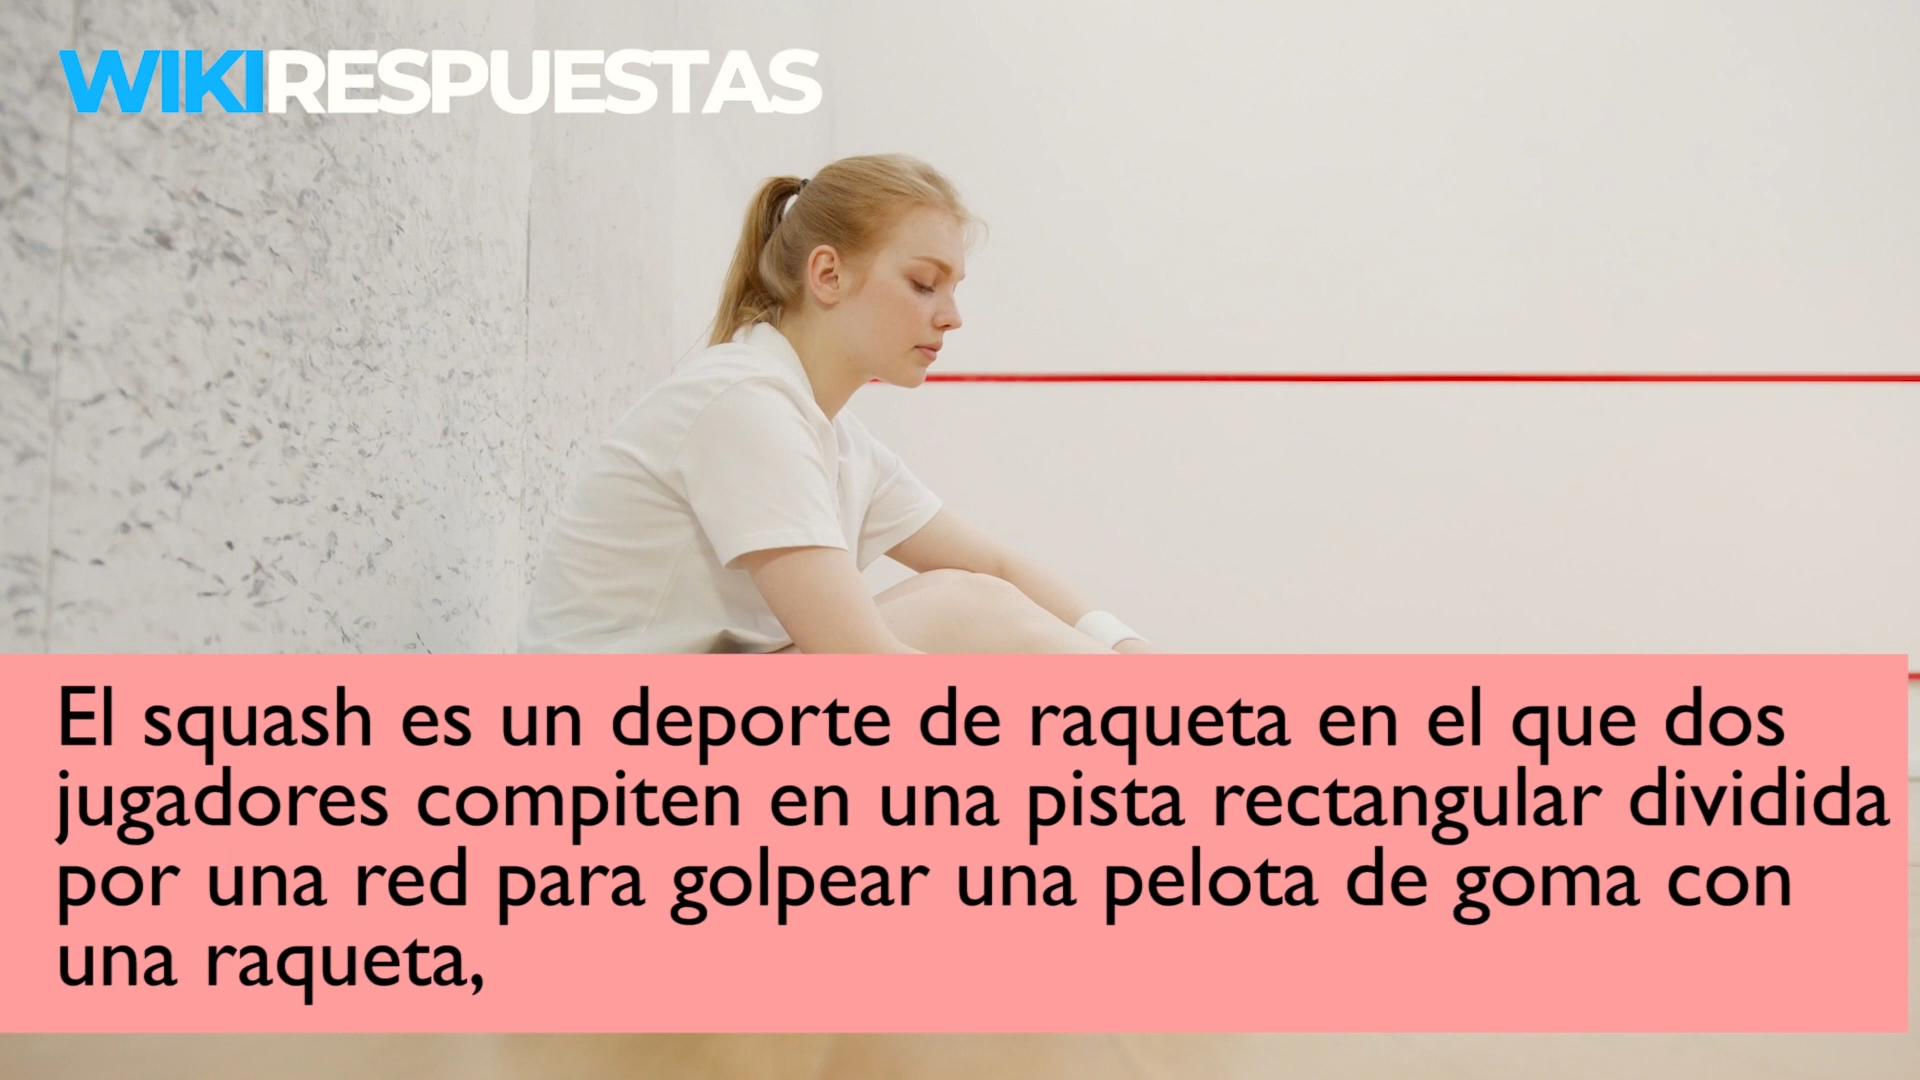 WIKIRESPUESTAS
El squash es un deporte de raqueta en el que dos
jugadores compiten en una pista rectangular dividida
por una red para golpear una pelota de goma con
una raqueta,